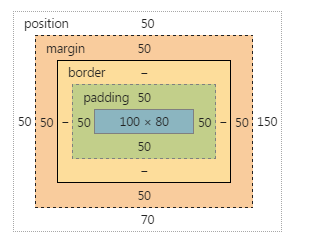 position 50
margin 50
border –
padding 50
50 50 – 50 100 × 80 50 – 50 150
50
–
50
70